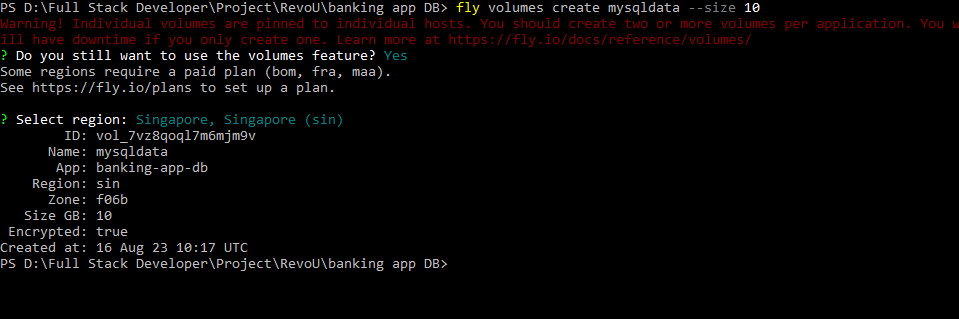 PS D:\Full Stack Developer\Project\RevoU\banking app DB> fly volumes create mysqldata --size 10
Warning! Individual volumes are pinned to individual hosts. You should create two or more volumes per application. You w
ill have downtime if you only create one. Learn more at https://fly.io/docs/reference/volumes/
? Do you still want to use the volumes feature? Yes
Some regions require a paid plan (bom, fra, maa).
See https://fly.io/plans to set up a plan.
? Select region: Singapore, Singapore (sin)
ID: vol_7vz8qoql7m6mjm9v
Name: mysqldata
App: banking-app-db
Region: sin
Zone: f06b
Size GB: 10
Encrypted: true
Created at: 16 Aug 23 10:17 UTC
PS D:\Full Stack Developer\Project\RevoU\banking app DB>